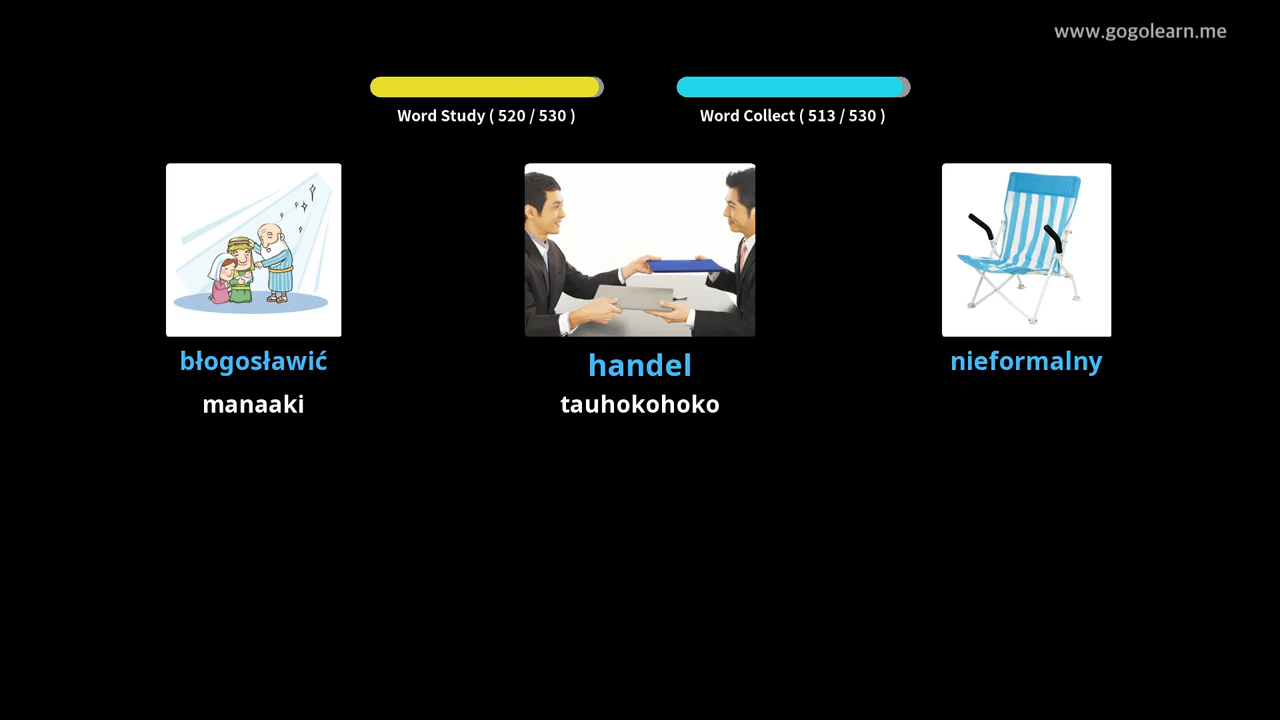 www.gogolearn.me
Word Study ( 520 / 530 )
Word Collect ( 513 / 530 )
błogosławić
handel
nieformalny
manaaki
tauhokohoko